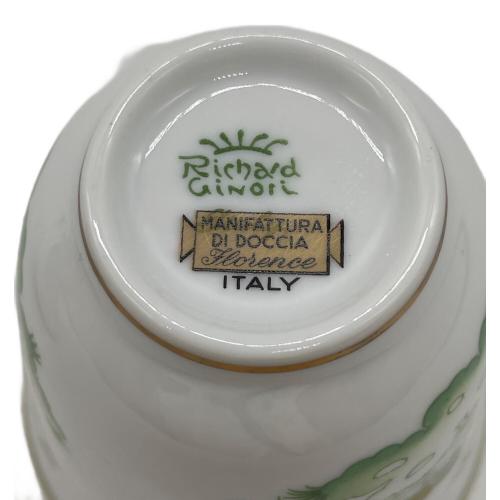 Richard
Ginori
MANIFATTURA
DI DOCCIA
Florence
ITALY